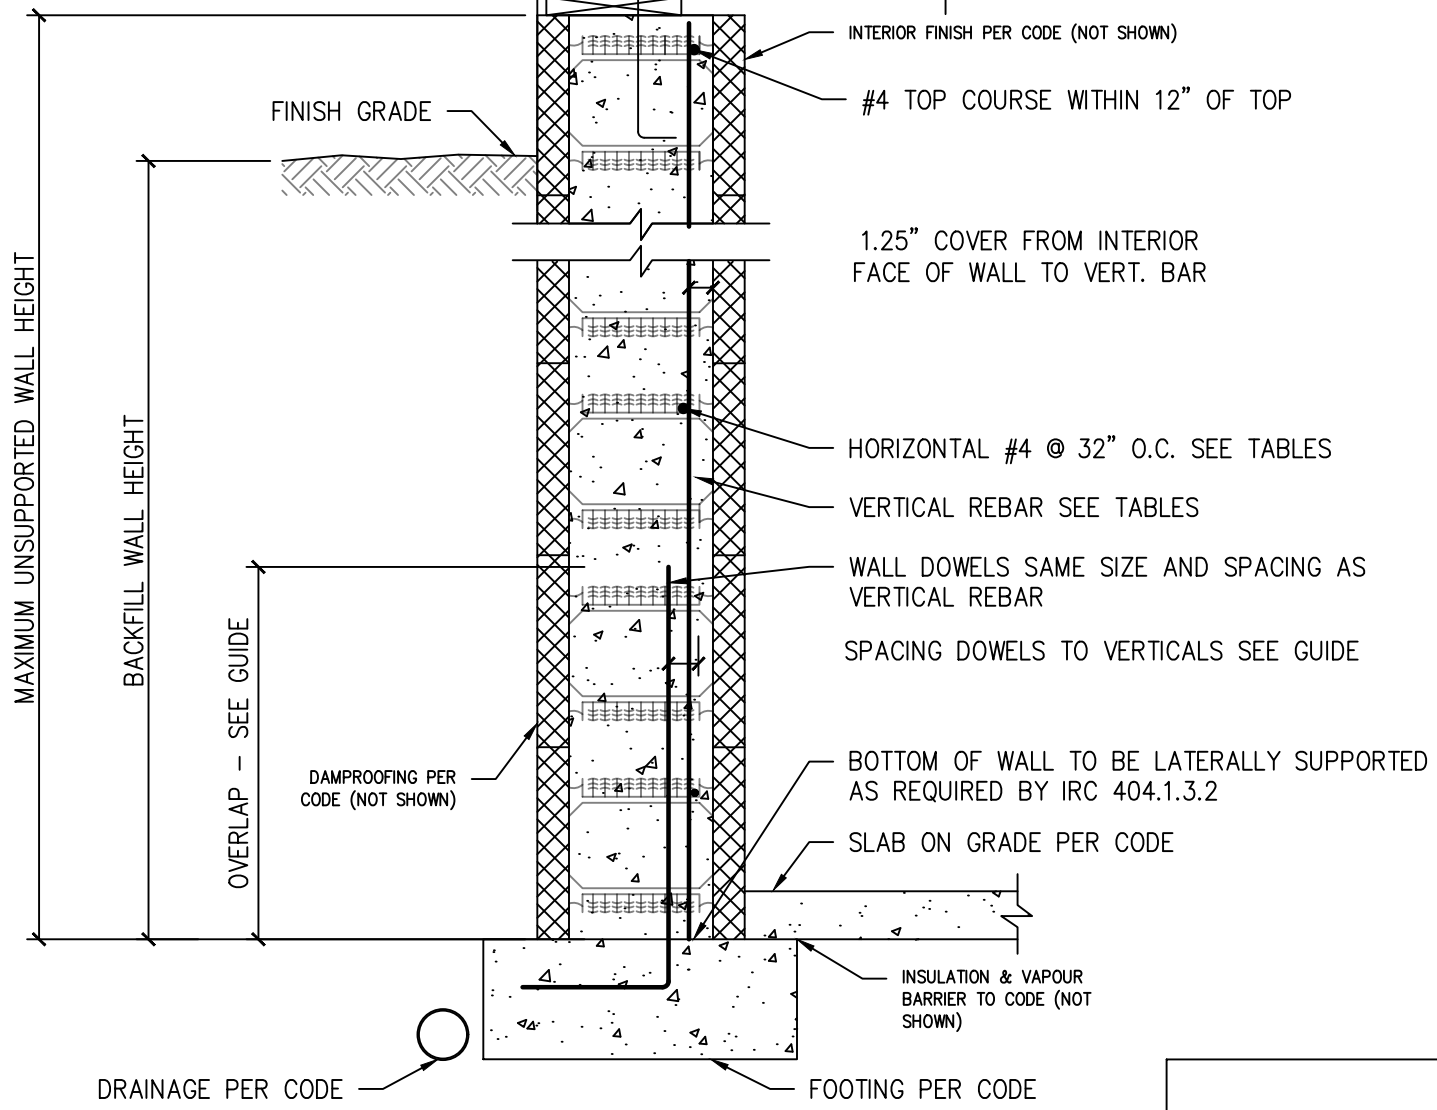 INTERIOR FINISH PER CODE (NOT SHOWN)
#4 TOP COURSE WITHIN 12" OF TOP
FINISH GRADE
1.25" COVER FROM INTERIOR
FACE OF WALL TO VERT. BAR
MAXIMUM UNSUPPORTED WALL HEIGHT
BACKFILL WALL HEIGHT
OVERLAP - SEE GUIDE
HORIZONTAL #4 @ 32" O.C. SEE TABLES
VERTICAL REBAR SEE TABLES
WALL DOWELS SAME SIZE AND SPACING AS
VERTICAL REBAR
SPACING DOWELS TO VERTICALS SEE GUIDE
DAMPROOFING PER
CODE (NOT SHOWN)
BOTTOM OF WALL TO BE LATERALLY SUPPORTED
AS REQUIRED BY IRC 404.1.3.2
SLAB ON GRADE PER CODE
INSULATION & VAPOUR
BARRIER TO CODE (NOT
SHOWN)
DRAINAGE PER CODE
FOOTING PER CODE